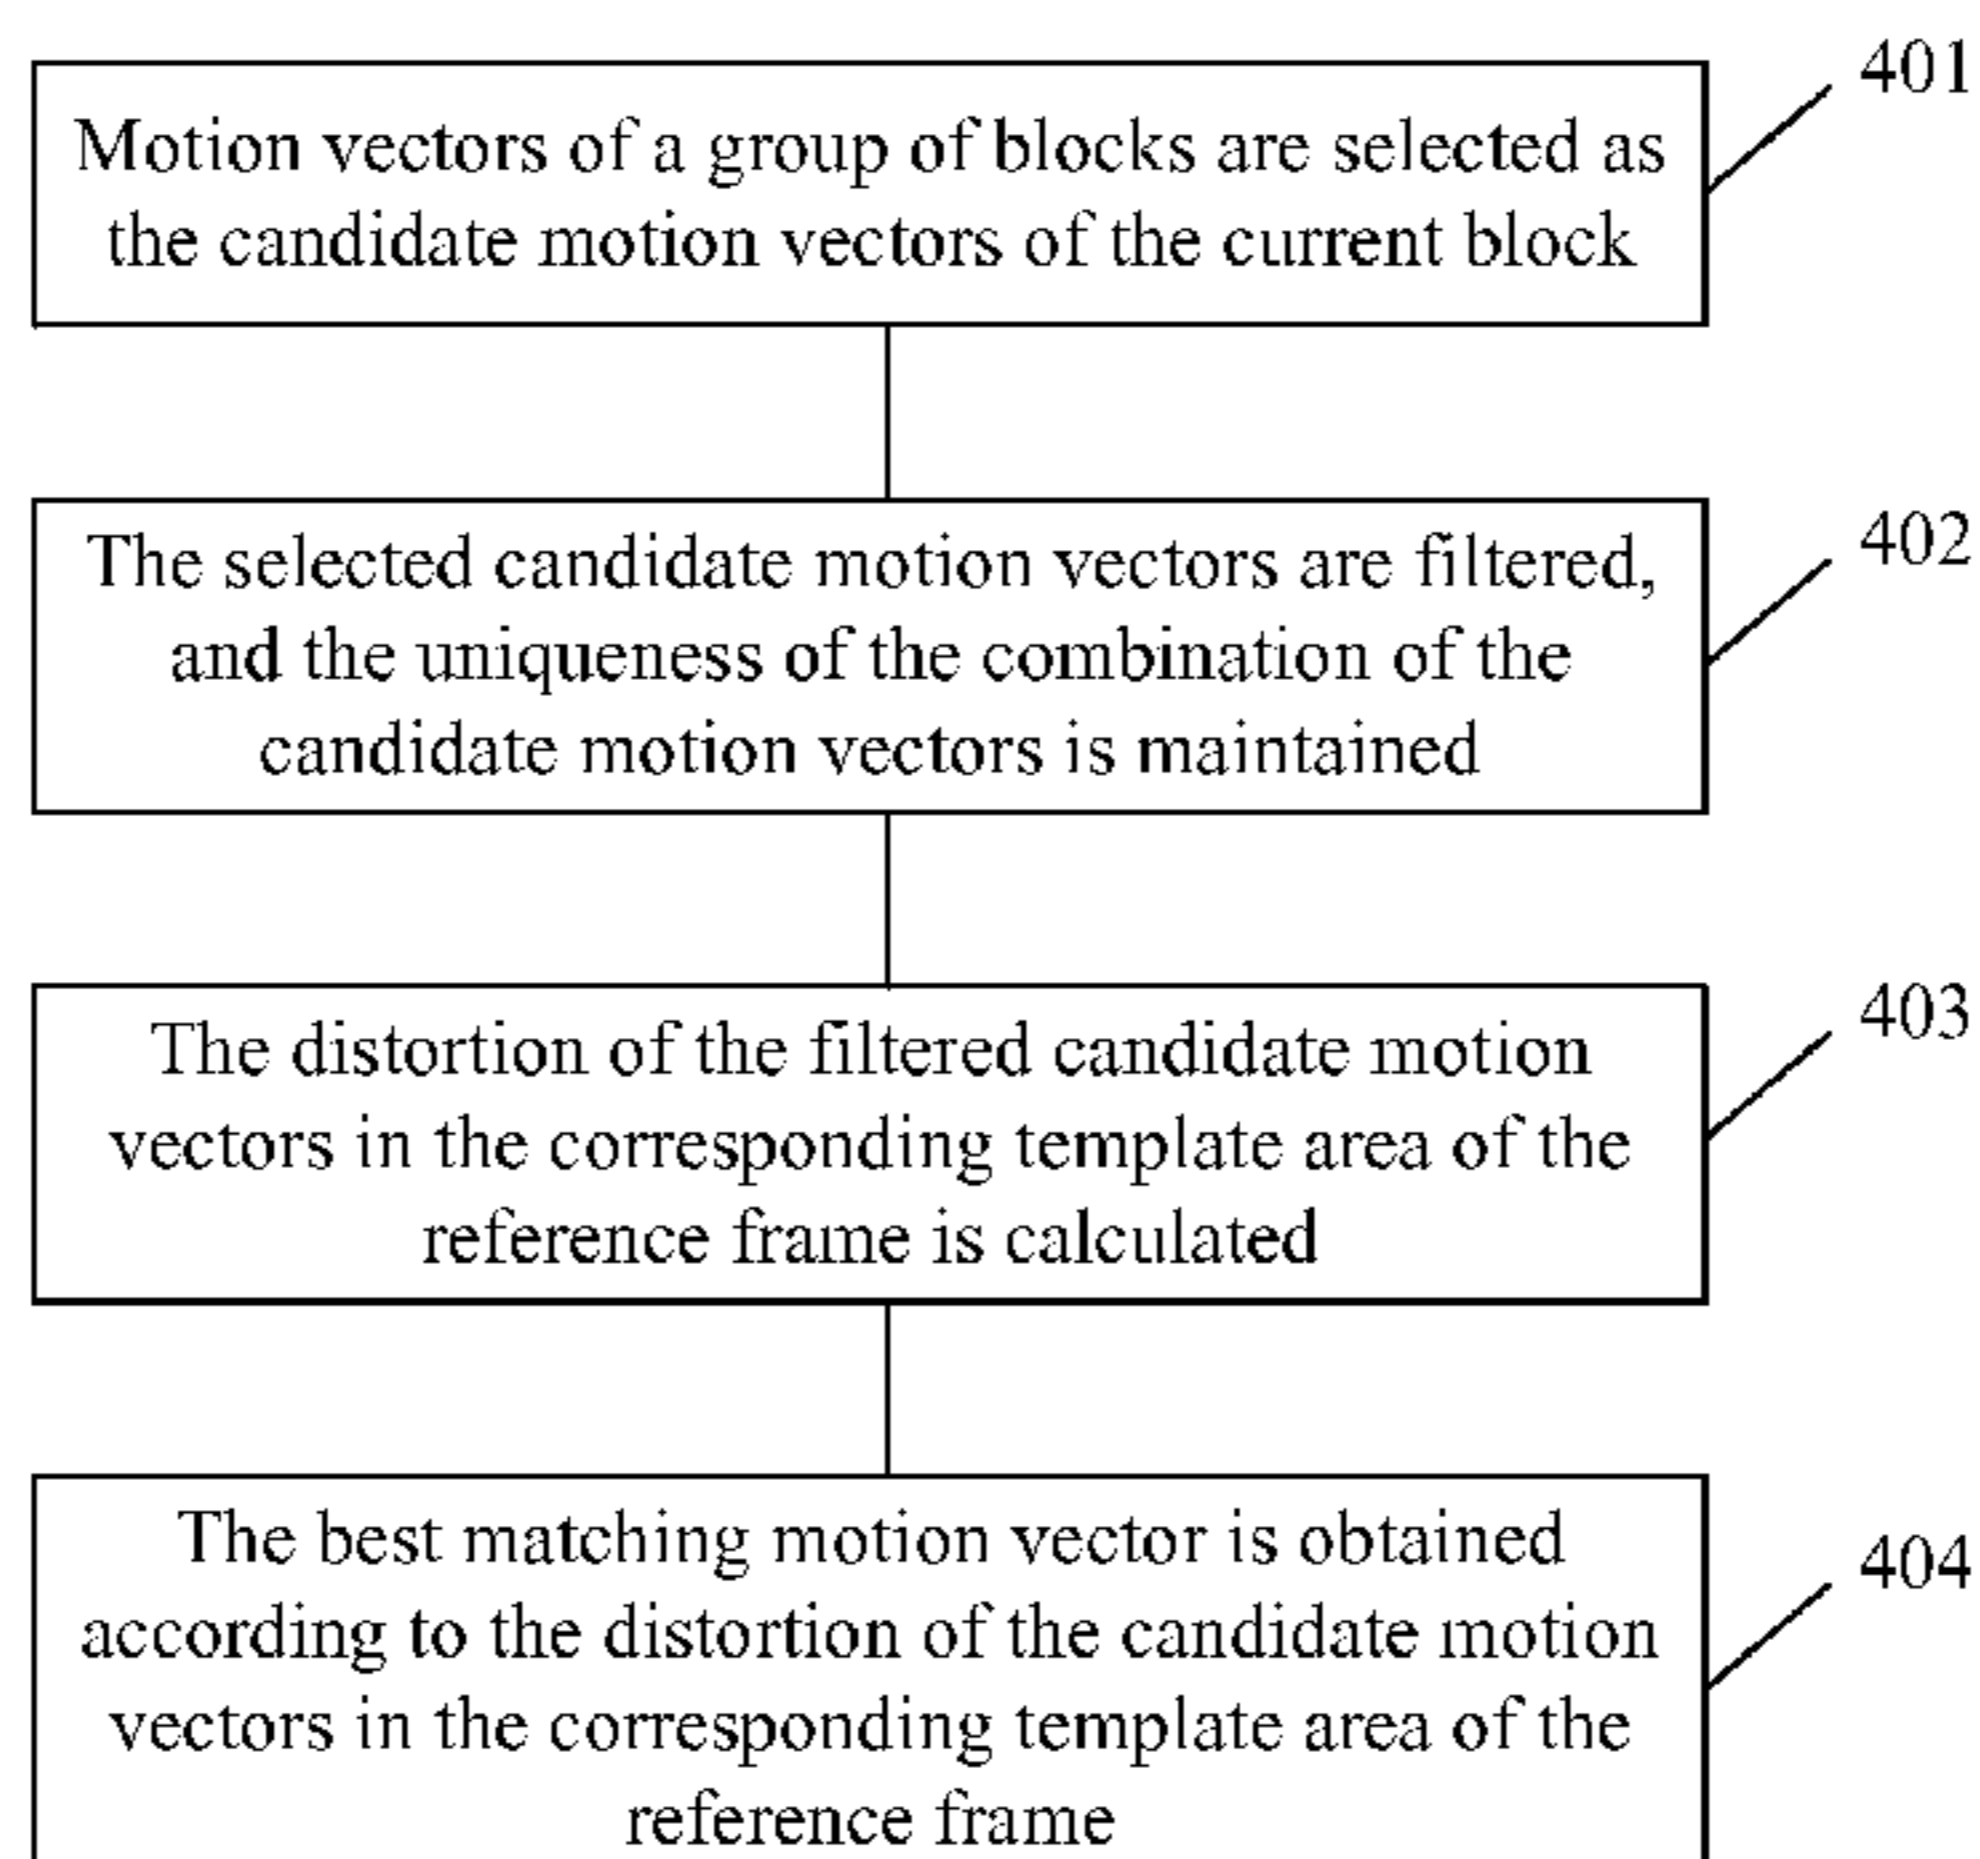 401
Motion vectors of a group of blocks are selected as
the candidate motion vectors of the current block
402
The selected candidate motion vectors are filtered,
and the uniqueness of the combination of the
candidate motion vectors is maintained
403
The distortion of the filtered candidate motion
vectors in the corresponding template area of the
reference frame is calculated
404
The best matching motion vector is obtained
according to the distortion of the candidate motion
vectors in the corresponding template area of the
reference frame